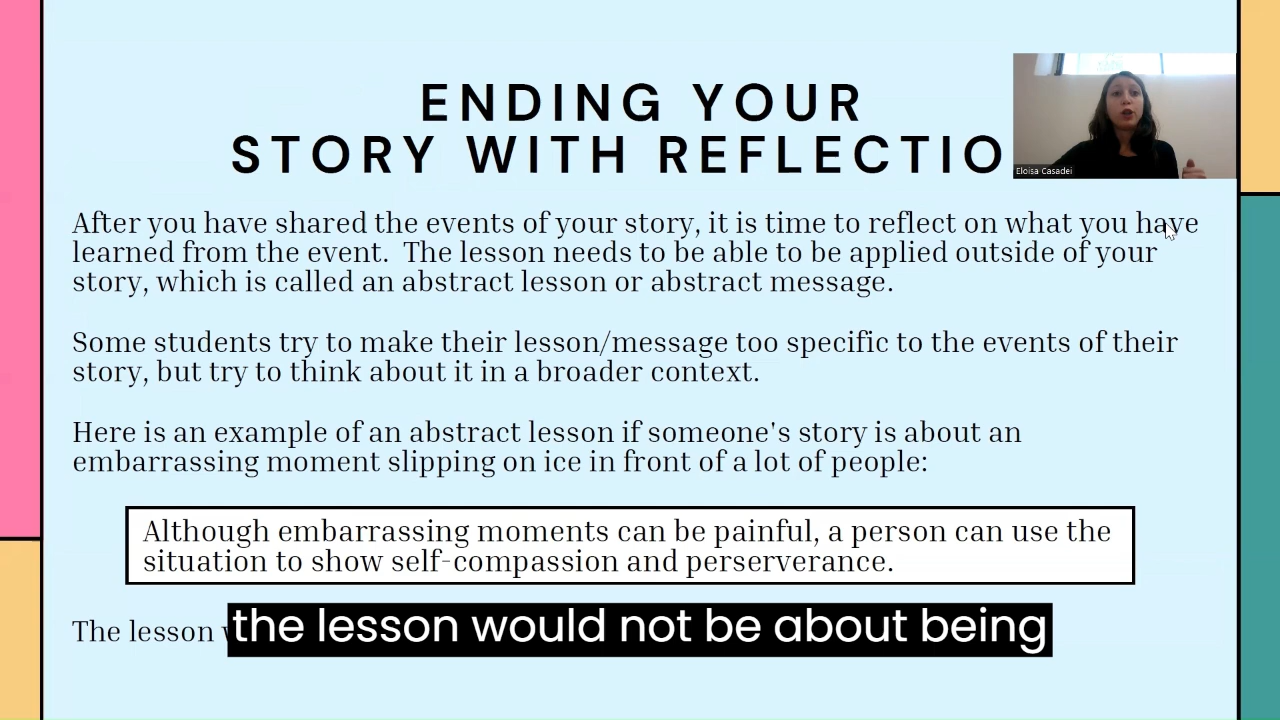 ENDING YOUR
STORY WITH REFLECTIO
Eloisa Casadei
After you have shared the events of your story, it is time to reflect on what you have
learned from the event.  The lesson needs to be able to be applied outside of your
story, which is called an abstract lesson or abstract message.
Some students try to make their lesson/message too specific to the events of their
story, but try to think about it in a broader context.
Here is an example of an abstract lesson if someone's story is about an
embarrassing moment slipping on ice in front of a lot of people:
Although embarrassing moments can be painful, a person can use the
situation to show self-compassion and perserverance.
The lesson
the lesson would not be about being